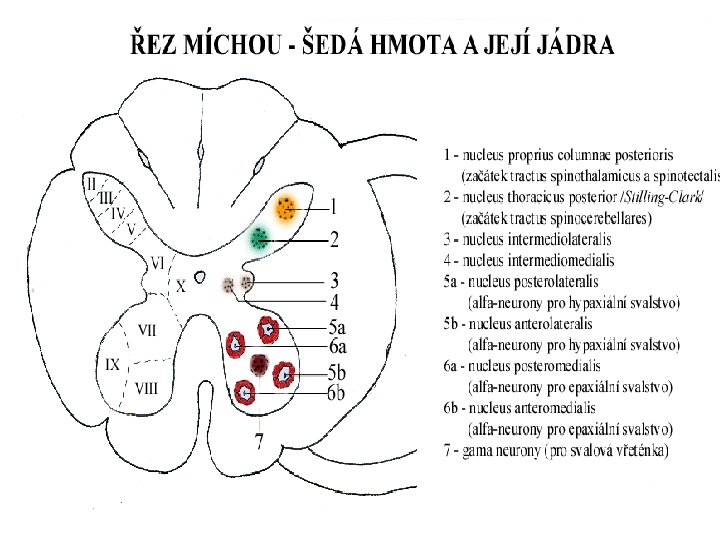 ŘEZ MÍCHOU - ŠEDÁ HMOTA A JEJÍ JÁDRA
II
III
IV
V
VI
X
VII
IX
VIII
1
2
3
4
5a
6a
5b
6b
7
1 - nucleus proprius columnae posterioris
(začátek tractus spinothalamicus a spinotectalis
2 - nucleus thoracicus posterior /Stilling-Clark/
(začátek tractus spinocerebellares)
3 - nucleus intermediolateralis
4 - nucleus intermediomedialis
5a - nucleus posterolateralis
(alfa-neurony pro hypaxiální svalstvo)
5b - nucleus anterolateralis
(alfa-neurony pro hypaxiální svalstvo)
6a - nucleus posteromedialis
(alfa-neurony pro epaxiální svalstvo)
6b - nucleus anteromedialis
(alfa-neurony pro epaxiální svalstvo)
7 - gama neurony (pro svalová vřeténka)